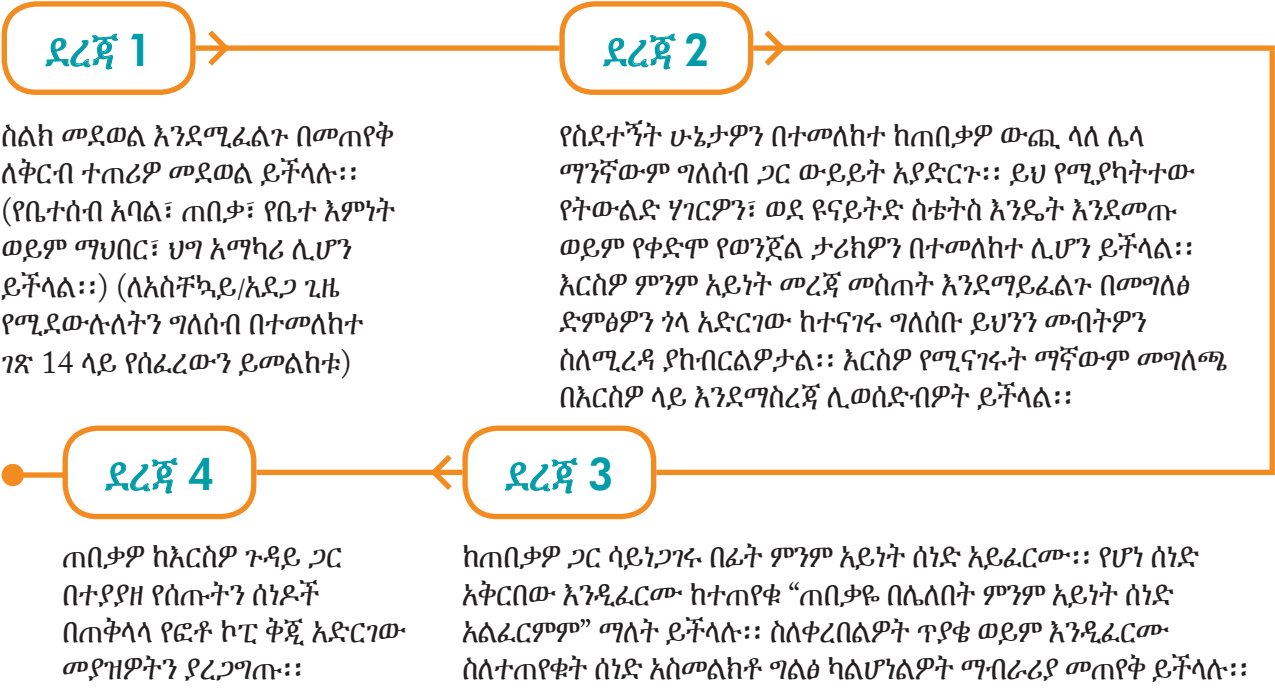 ደረጃ 1
ስልክ መደወል እንደሚፈልጉ በመጠየቅ
ለቅርብ ተጠሪዎ መደወል ይችላሉ፡፡
(የቤተሰብ አባል፣ ጠበቃ፣ የቤተ እምነት
ወይም ማህበር፣ ህግ አማካሪ ሊሆን
ይችላል፡፡) (ለአስቸኳይ/አደጋ ጊዜ
የሚደውሉለትን ግለሰብ በተመለከተ
ገጽ 14 ላይ የሰፈረውን ይመልከቱ)
ደረጃ 2
የስደተኝት ሁኔታዎን በተመለከተ ከጠበቃዎ ውጪ ላለ ሌላ
ማንኛውም ግለሰብ ጋር ውይይት አያድርጉ፡፡ ይህ የሚያካትተው
የትውልድ ሃገርዎን፣ ወደ ዩናይትድ ስቴትስ እንዴት እንደመጡ
ወይም የቀድሞ የወንጀል ታሪክዎን በተመለከተ ሊሆን ይችላል፡፡
እርስዎ ምንም አይነት መረጃ መስጠት እንደማይፈልጉ በመግለፅ
ድምፅዎን ጎላ አድርገው ከተናገሩ ግለሰቡ ይህንን መብትዎን
ስለሚረዳ ያከብርልዎታል፡፡ እርስዎ የሚናገሩት ማኛውም መግለጫ
በእርስዎ ላይ እንደማስረጃ ሊወሰድብዎት ይችላል፡፡
ደረጃ 3
ከጠበቃዎ ጋር ሳይነጋገሩ በፊት ምንም አይነት ሰነድ አይፈርሙ፡፡ የሆነ ሰነድ
አቅርበው እንዲፈርሙ ከተጠየቁ “ጠበቃዬ በሌለበት ምንም አይነት ሰነድ
አልፈርምም” ማለት ይችላሉ፡፡ ስለቀረበልዎት ጥያቄ ወይም እንዲፈርሙ
ስለተጠየቁት ሰነድ አስመልክቶ ግልፅ ካልሆነልዎት ማብራሪያ መጠየቅ ይችላሉ፡፡
ደረጃ 4
ጠበቃዎ ከእርስዎ ጉዳይ ጋር
በተያያዘ የሰጡትን ሰነዶች
በጠቅላላ የፎቶ ኮፒ ቅጂ አድርገው
መያዝዎትን ያረጋግጡ፡፡